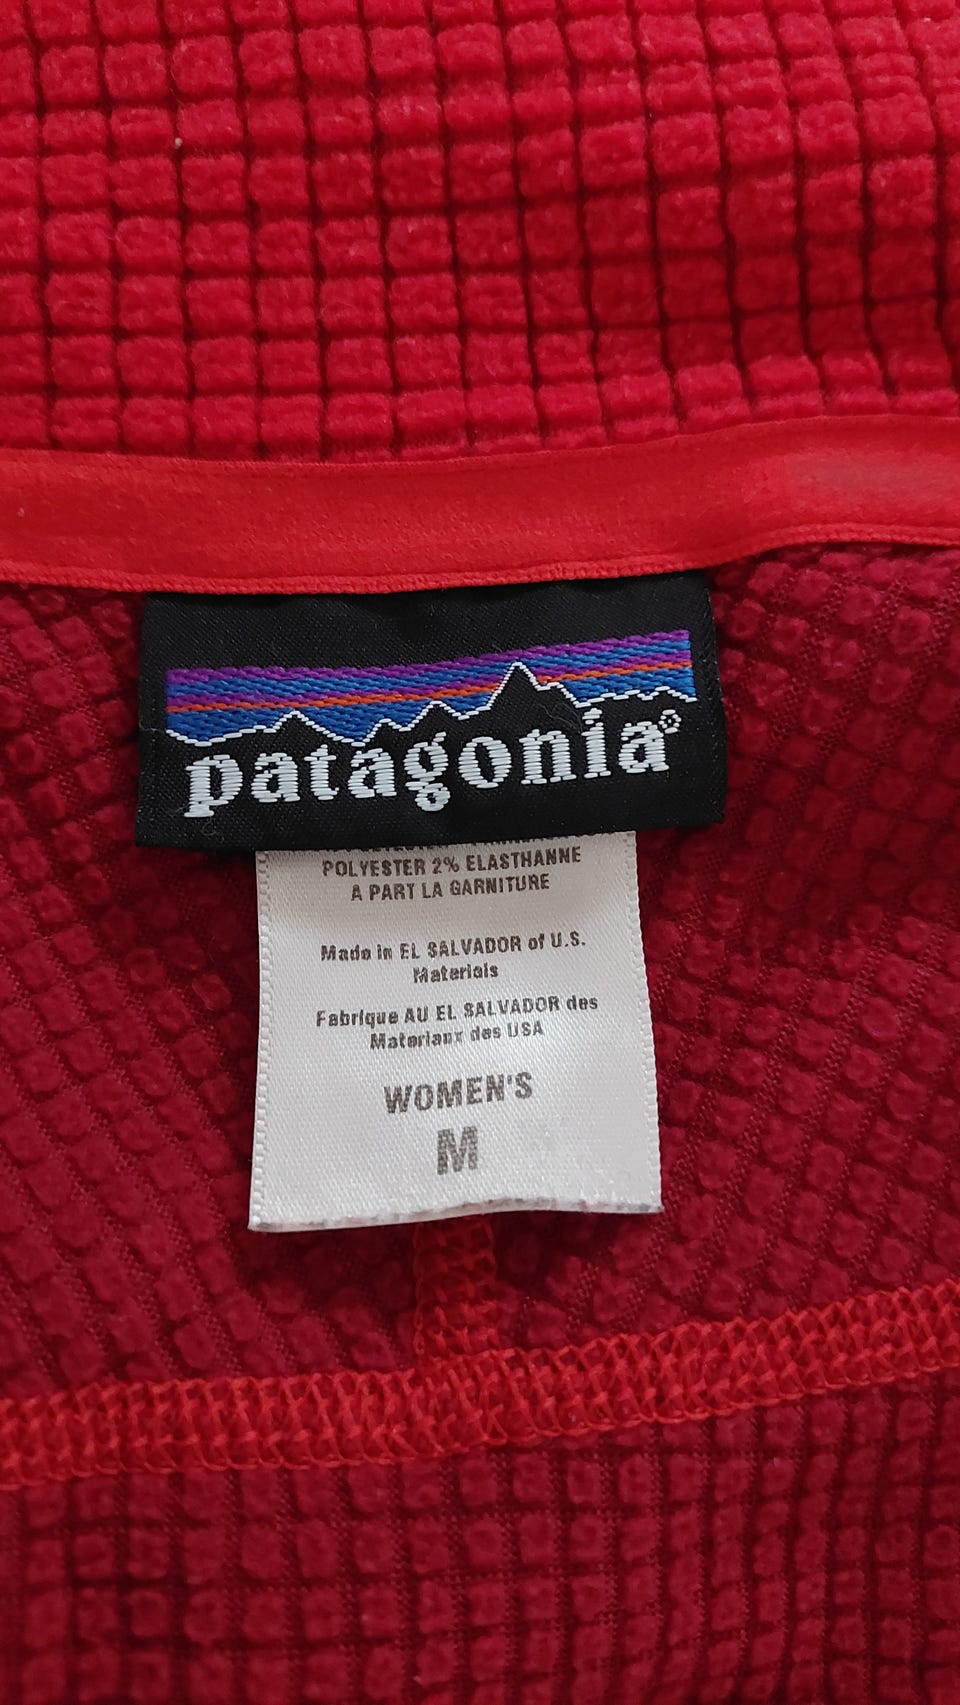 patagonia®
POLYESTER 2% ELASTHANNE
A PART LA GARNITURE
Made in EL SALVADOR of U.S.
Materials
Fabrique AU EL SALVADOR des
Materiaux des USA
WOMEN'S
M